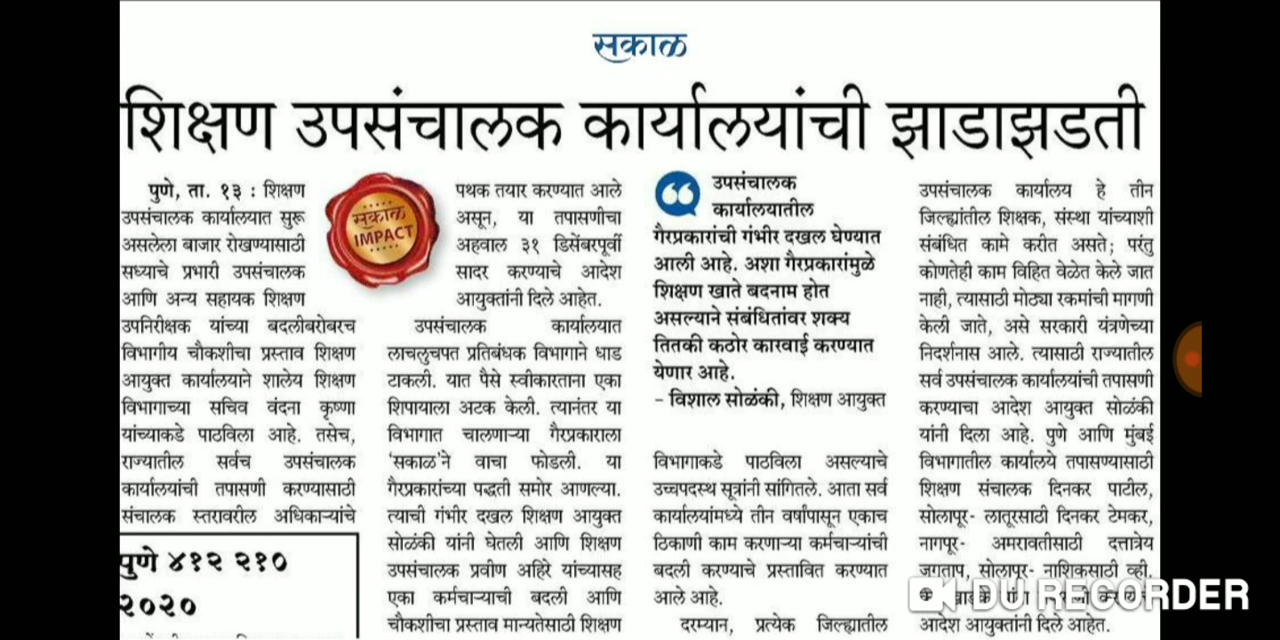 सकाळ
शिक्षण उपसंचालक कार्यालयांची झाडाझडती
पुणे, ता. १३ : शिक्षण
उपसंचालक कार्यालयात सुरू
असलेला बाजार रोखण्यासाठी
सध्याचे प्रभारी उपसंचालक
आणि अन्य सहायक शिक्षण
उपनिरीक्षक यांच्या बदलीबरोबरच
विभागीय चौकशीचा प्रस्ताव शिक्षण
आयुक्त कार्यालयाने शालेय शिक्षण
विभागाच्या सचिव वंदना कृष्णा
यांच्याकडे पाठविला आहे. तसेच,
राज्यातील सर्वच उपसंचालक
कार्यालयांची तपासणी करण्यासाठी
संचालक स्तरावरील अधिकाऱ्यांचे
सकाळ
IMPACT
पथक तयार करण्यात आले
असून, या तपासणीचा
अहवाल ३१ डिसेंबरपूर्वी
सादर करण्याचे आदेश
आयुक्तांनी दिले आहेत.
उपसंचालक कार्यालयात
लाचलुचपत प्रतिबंधक विभागाने धाड
टाकली. यात पैसे स्वीकारताना एका
शिपायाला अटक केली. त्यानंतर या
विभागात चालणाऱ्या गैरप्रकाराला
‘सकाळ’ने वाचा फोडली. या
गैरप्रकारांच्या पद्धती समोर आणल्या.
त्याची गंभीर दखल शिक्षण आयुक्त
सोळंकी यांनी घेतली आणि शिक्षण
उपसंचालक प्रवीण अहिरे यांच्यासह
एका कर्मचाऱ्याची बदली आणि
चौकशीचा प्रस्ताव मान्यतेसाठी शिक्षण
उपसंचालक
कार्यालयातील
गैरप्रकारांची गंभीर दखल घेण्यात
आली आहे. अशा गैरप्रकारांमुळे
शिक्षण खाते बदनाम होत
असल्याने संबंधितांवर शक्य
तितकी कठोर कारवाई करण्यात
येणार आहे.
- विशाल सोळंकी, शिक्षण आयुक्त
विभागाकडे पाठविला असल्याचे
उच्चपदस्थ सूत्रांनी सांगितले. आता सर्व
कार्यालयांमध्ये तीन वर्षांपासून एकाच
ठिकाणी काम करणाऱ्या कर्मचाऱ्यांची
बदली करण्याचे प्रस्तावित करण्यात
आले आहे.
दरम्यान, प्रत्येक जिल्ह्यातील
उपसंचालक कार्यालय हे तीन
जिल्ह्यांतील शिक्षक, संस्था यांच्याशी
संबंधित कामे करीत असते; परंतु
कोणतेही काम विहित वेळेत केले जात
नाही, त्यासाठी मोठ्या रकमांची मागणी
केली जाते, असे सरकारी यंत्रणेच्या
निदर्शनास आले. त्यासाठी राज्यातील
सर्व उपसंचालक कार्यालयांची तपासणी
करण्याचा आदेश आयुक्त सोळंकी
यांनी दिला आहे. पुणे आणि मुंबई
विभागातील कार्यालये तपासण्यासाठी
शिक्षण संचालक दिनकर पाटील,
सोलापूर- लातूरसाठी दिनकर टेमकर,
नागपूर- अमरावतीसाठी दत्तात्रेय
जगताप, सोलापूर- नाशिकसाठी व्ही.
आदेश आयुक्तांनी दिले आहेत.
पुणे ४१२ २१०
२०२०
DU RECORDER